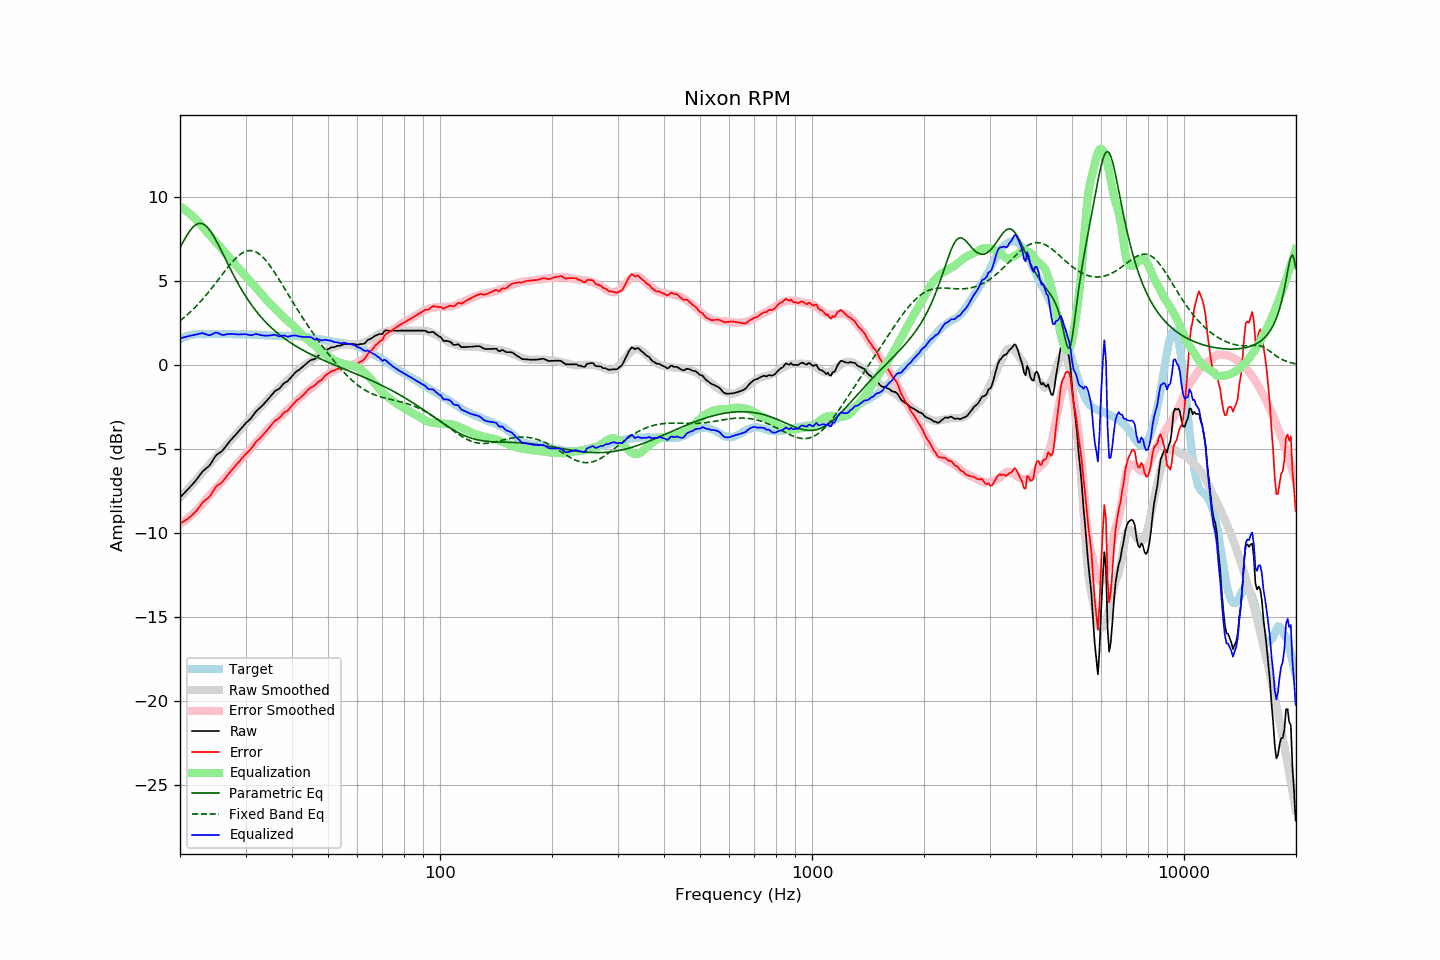 Nixon RPM
Amplitude (dBr)
10
5
0
−5
−10
−15
−20
−25
Target
Raw Smoothed
Error Smoothed
Raw
Error
Equalization
Parametric Eq
Fixed Band Eq
Equalized
100 1000 10000
Frequency (Hz)